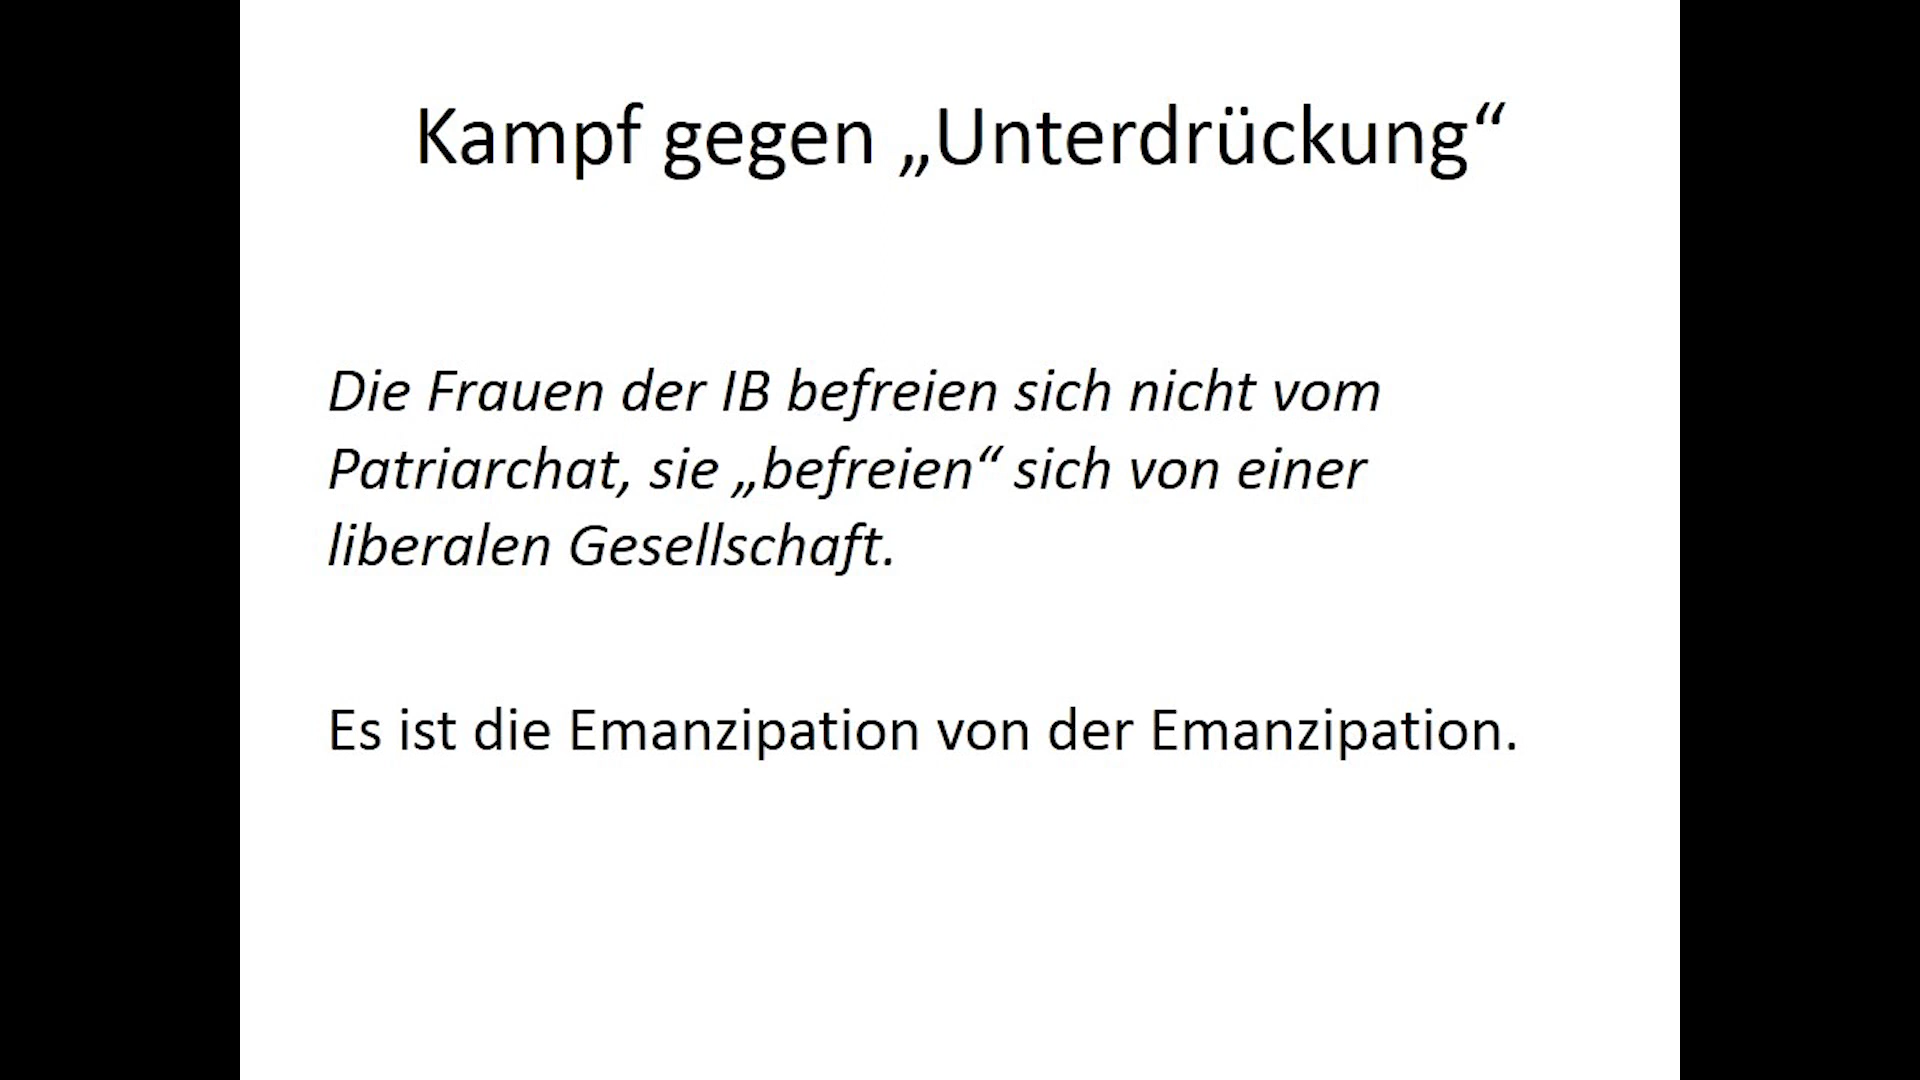 Kampf gegen „Unterdrückung“
Die Frauen der IB befreien sich nicht vom
Patriarchat, sie „befreien“ sich von einer
liberalen Gesellschaft.
Es ist die Emanzipation von der Emanzipation.